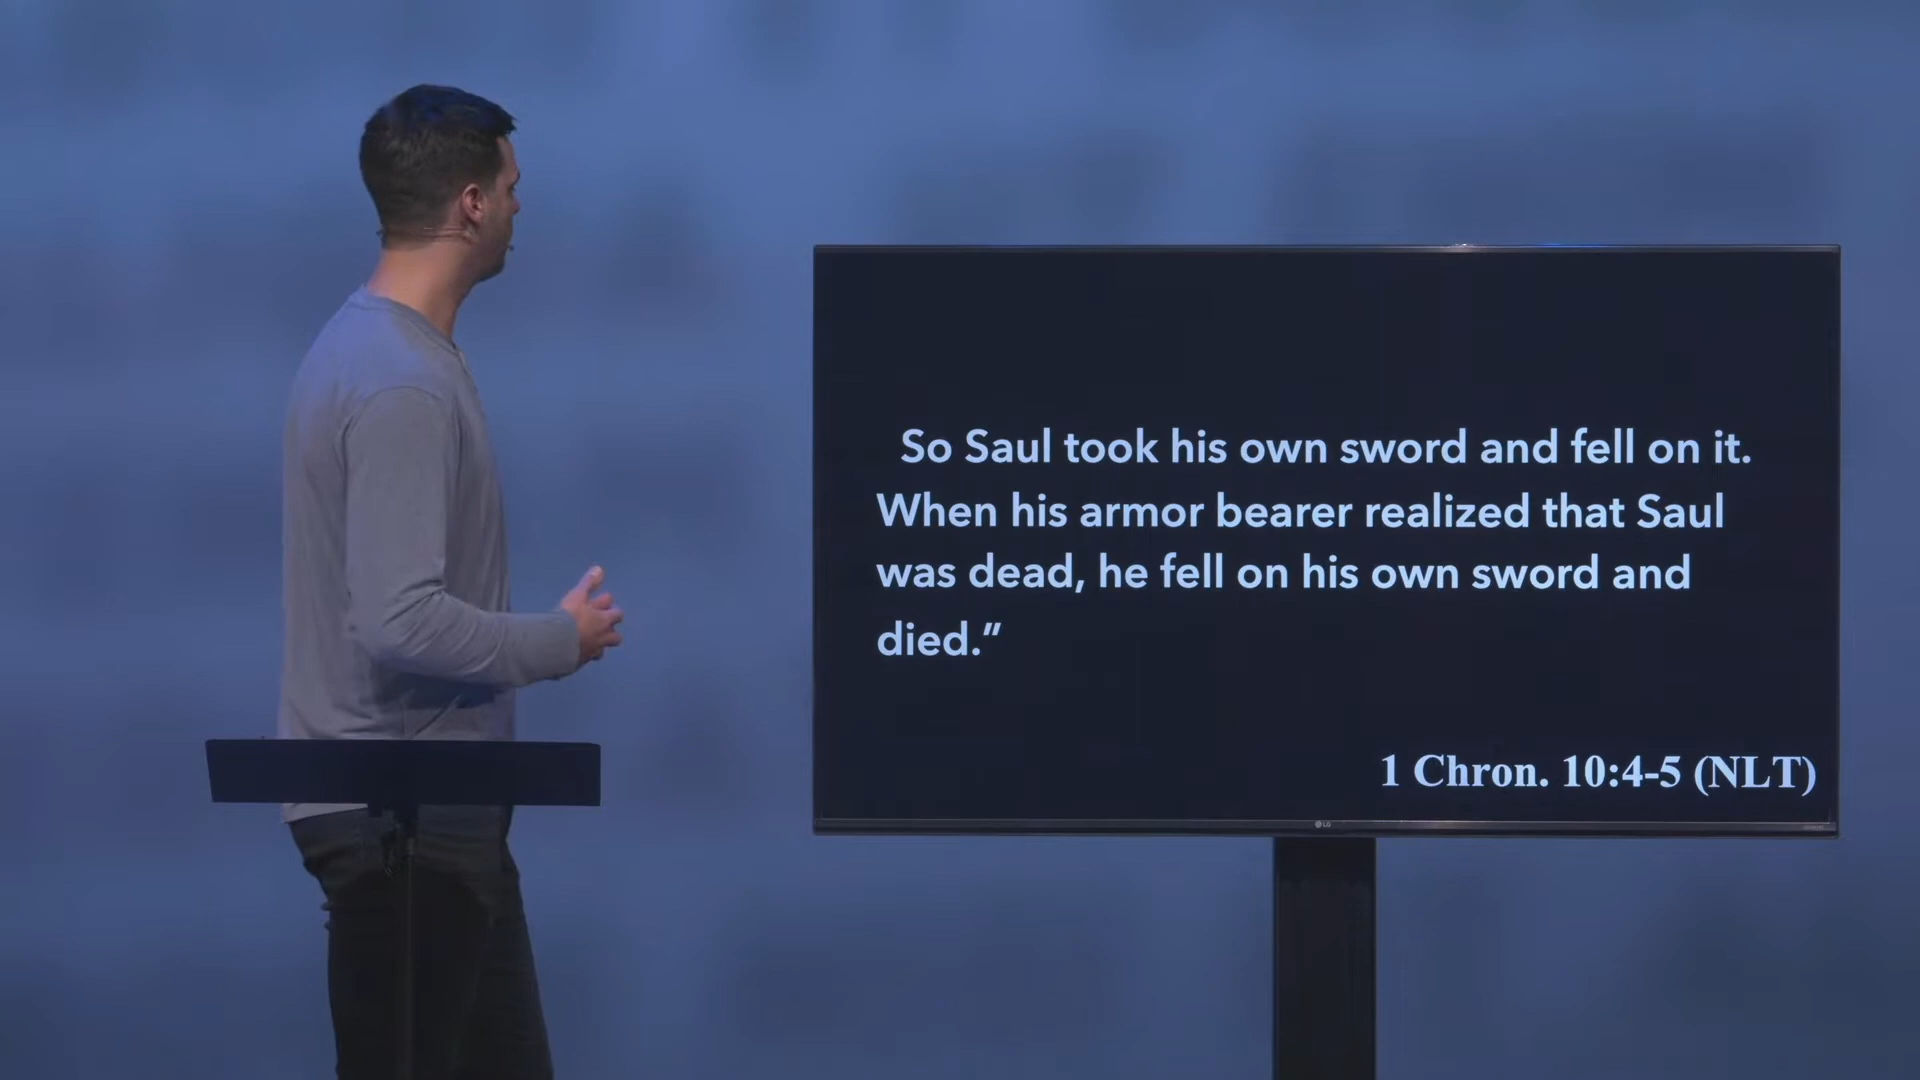 So Saul took his own sword and fell on it.
When his armor bearer realized that Saul
was dead, he fell on his own sword and
died.”
1 Chron. 10:4-5 (NLT)
LG